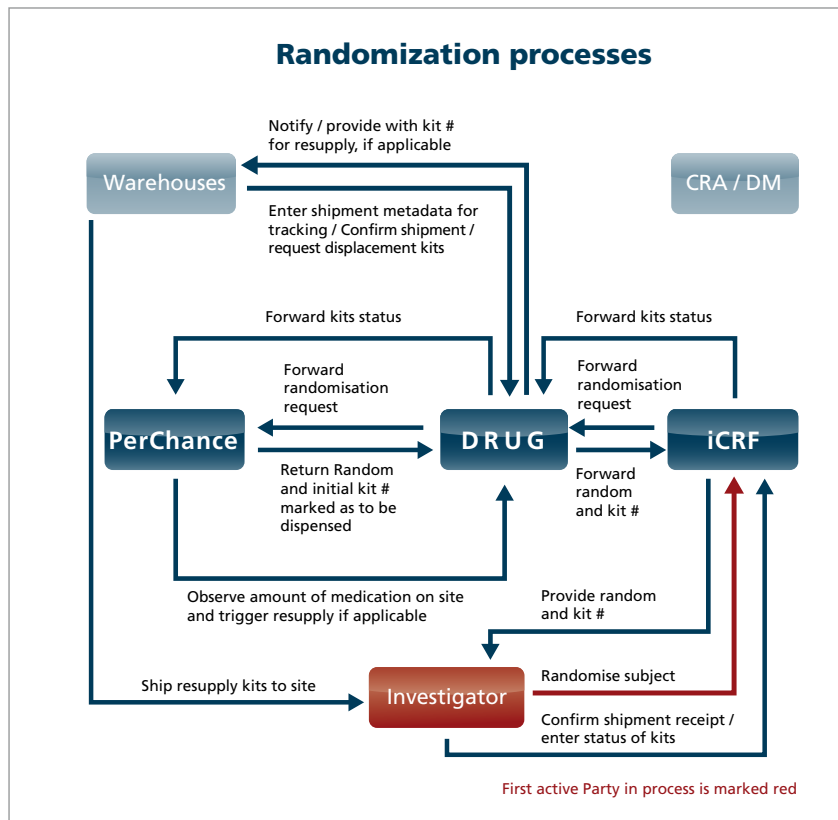 Randomization processes
Notify / provide with kit #
for resupply, if applicable
Warehouses
CRA / DM
Enter shipment metadata for
tracking / Confirm shipment /
request displacement kits
Forward kits status
Forward kits status
Forward
randomisation
request
Forward
randomisation
request
PerChance
DRUG
iCRF
Return Random
and initial kit #
marked as to be
dispensed
Forward
random
and kit #
Observe amount of medication on site
and trigger resupply if applicable
Provide random
and kit #
Ship resupply kits to site
Investigator
Randomise subject
Confirm shipment receipt /
enter status of kits
First active Party in process is marked red